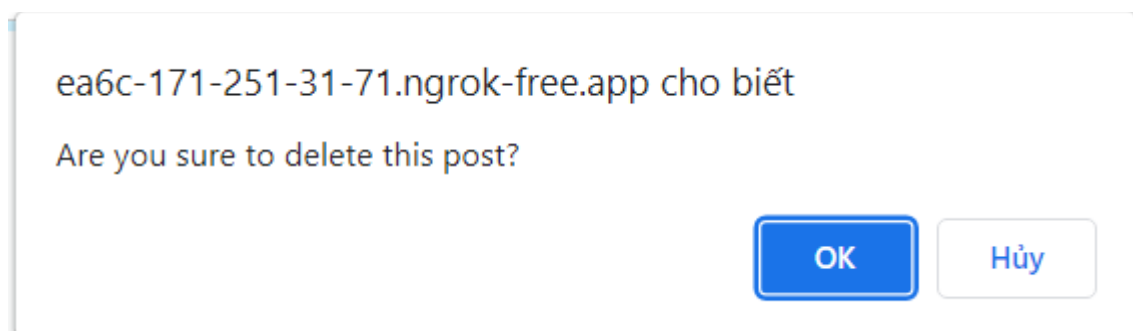 ea6c-171-251-31-71.ngrok-free.app cho biết
Are you sure to delete this post?
OK
Hủy